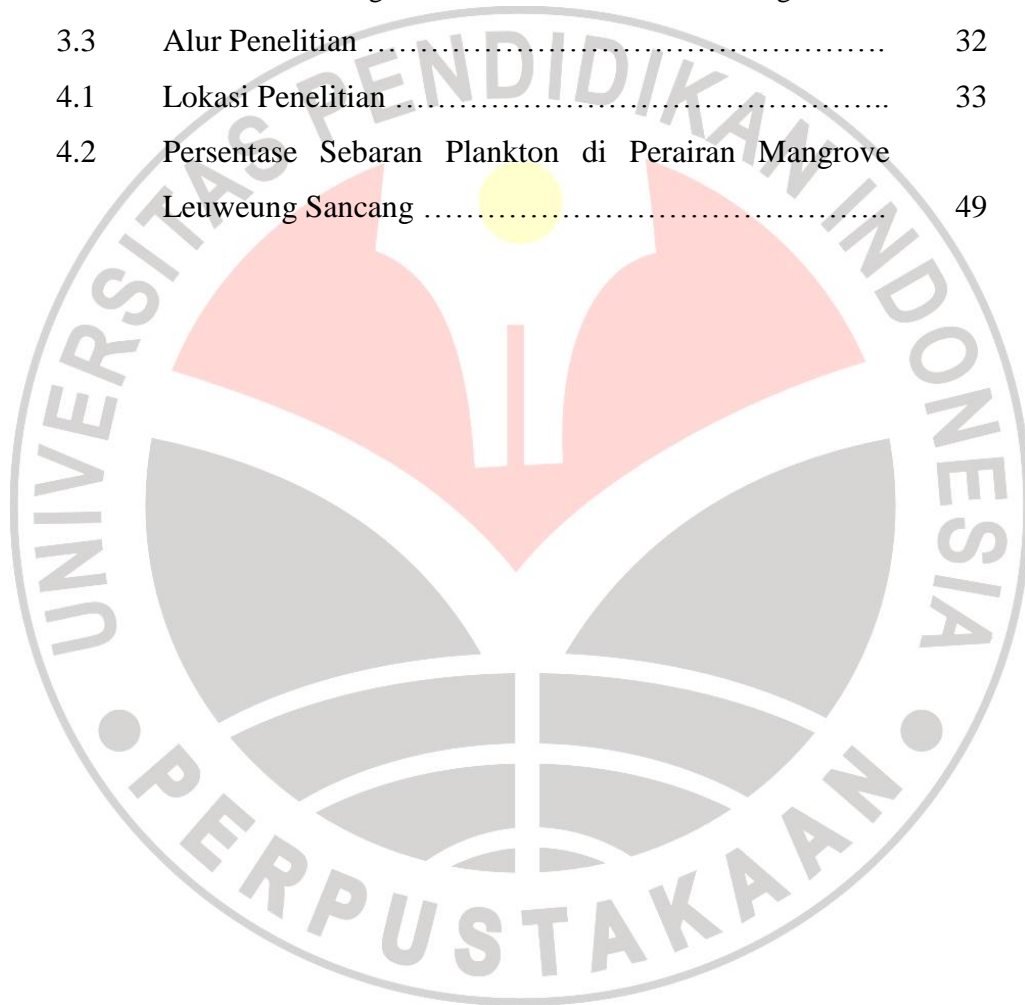 3.3 Alur Penelitian ……………………………………………. 32
4.1 Lokasi Penelitian ………………………………………….. 33
4.2 Persentase Sebaran Plankton di Perairan Mangrove
Leuweung Sancang ……………………………………….. 49
UNIVERSITAS PENDIDIKAN INDONESIA
PERPUSTAKAAN